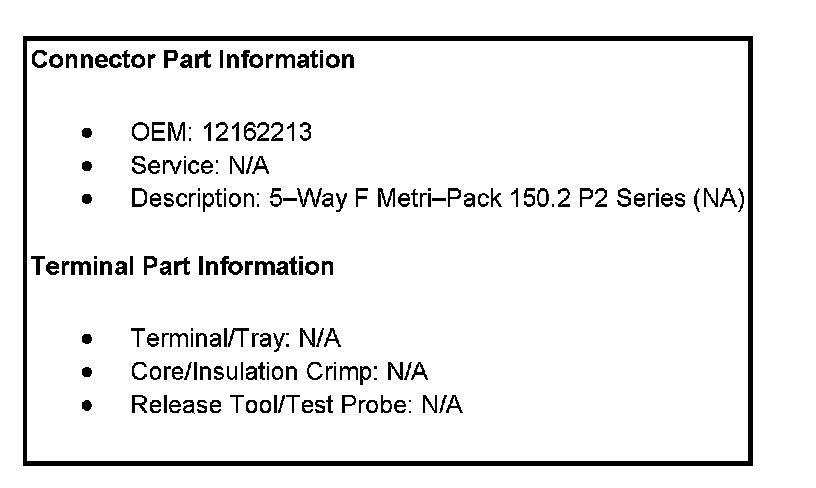 Connector Part Information
● OEM: 12162213
● Service: N/A
● Description: 5–Way F Metri–Pack 150.2 P2 Series (NA)
Terminal Part Information
● Terminal/Tray: N/A
● Core/Insulation Crimp: N/A
● Release Tool/Test Probe: N/A